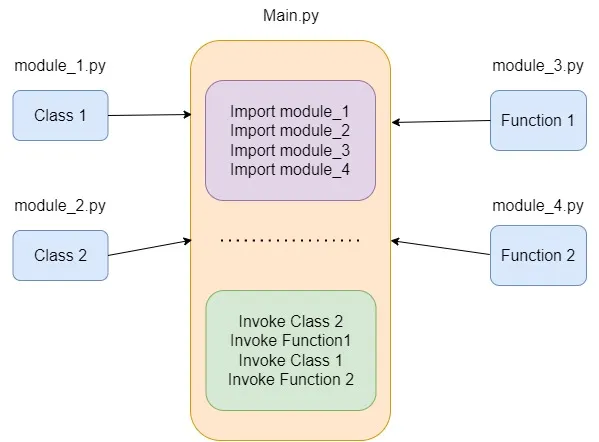 Main.py
module_1.py
Class 1
module_2.py
Class 2
Import module_1
Import module_2
Import module_3
Import module_4
Invoke Class 2
Invoke Function1
Invoke Class 1
Invoke Function 2
module_3.py
Function 1
module_4.py
Function 2